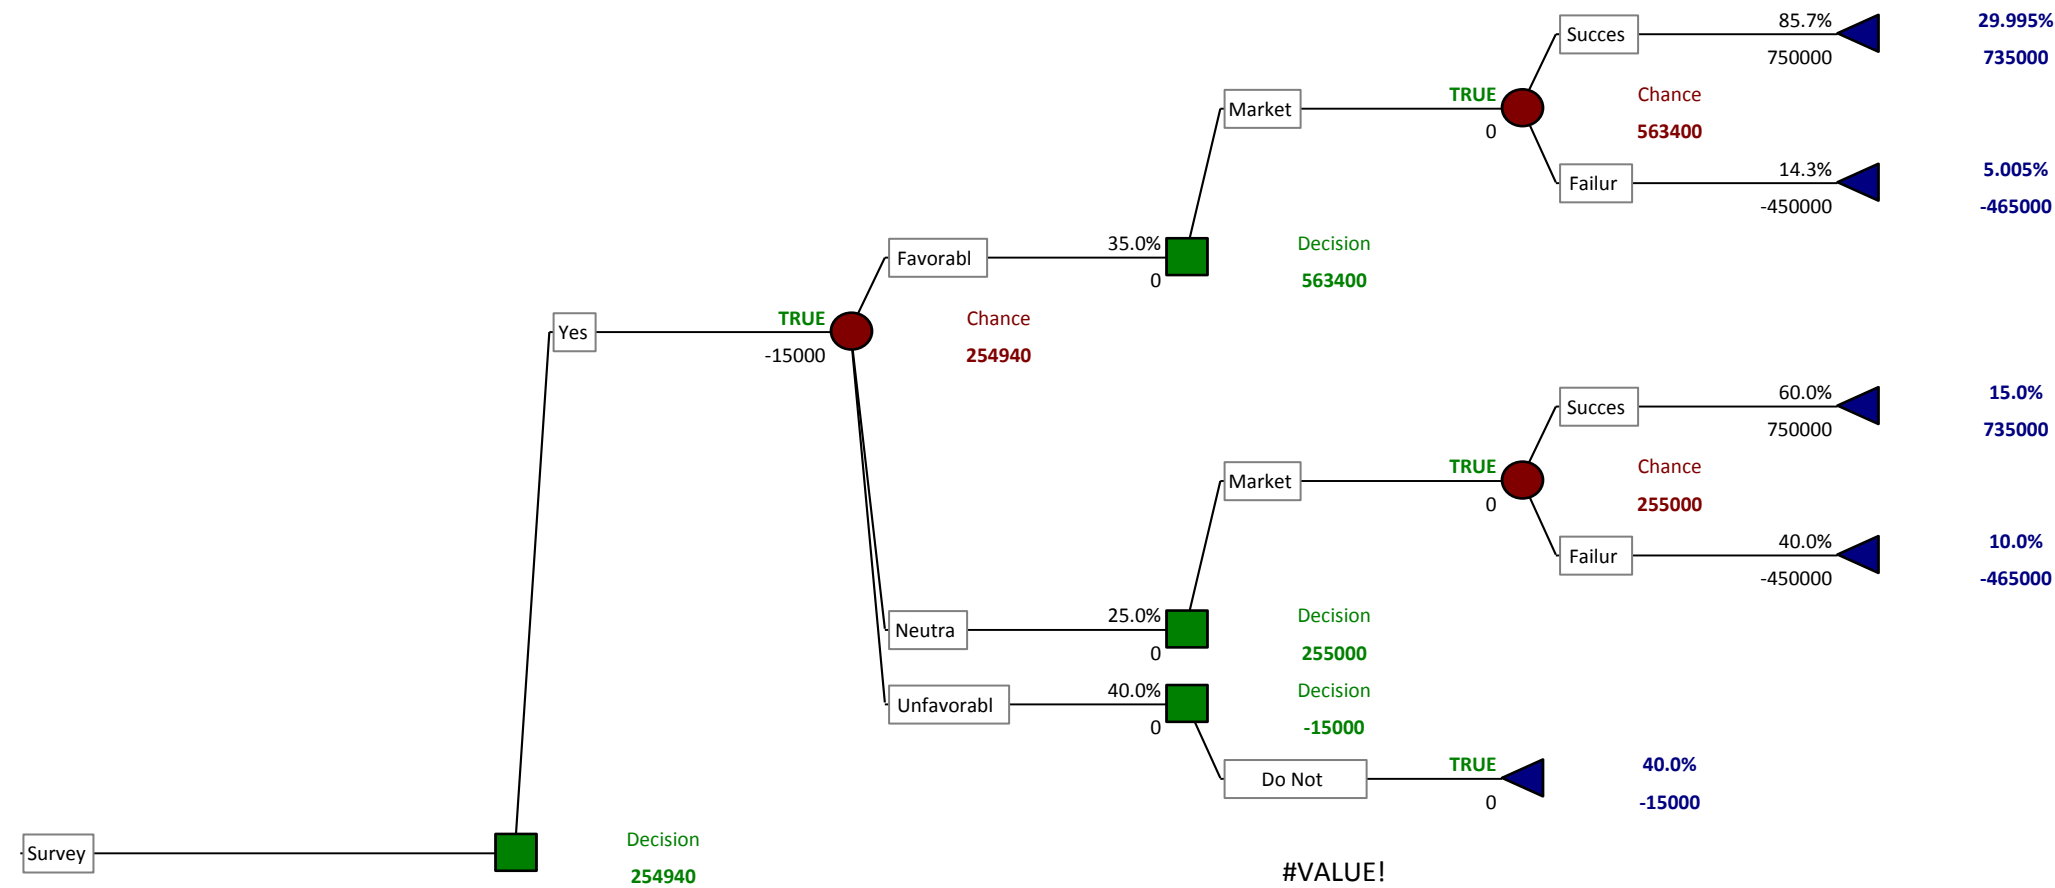 85.7% 29.995%
Succes
750000 735000
TRUE Chance
Market
0 563400
14.3% 5.005%
Failur
-450000 -465000
35.0% Decision
Favorabl
0 563400
TRUE Chance
Yes
-15000 254940
60.0% 15.0%
Succes
750000 735000
TRUE Chance
Market
0 255000
40.0% 10.0%
Failur
-450000 -465000
25.0% Decision
Neutra
0 255000
40.0% Decision
Unfavorabl
0 -15000
TRUE 40.0%
Do Not
0 -15000
Decision
Survey
254940
#VALUE!